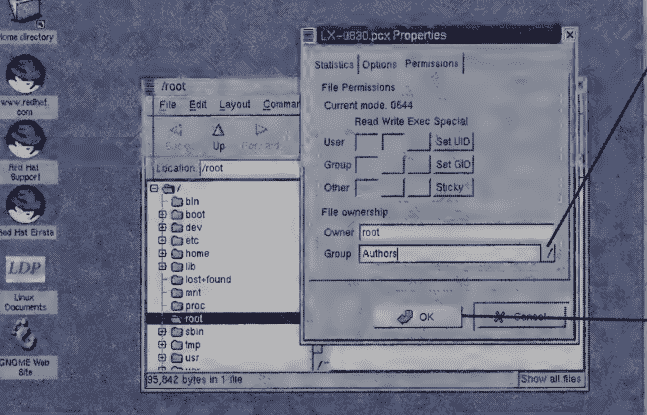 Home directory
www.redhat.
com
Red Hat
Support
Red Hat Errata
LDP
Linux
Documents
GNOME Web
Site
/root
File Edit Layout Comman
Up
Location: /root
/
bin
boot
dev
etc
home
lib
lost+found
mnt
proc
root
sbin
tmp
usr
95,842 bytes in 1 file
Show all files
LX-9830.pcx Properties
Statistics Options Permissions
File Permissions
Current mode: 0644
Read Write Exec Special
User Set UID
Group Set GID
Other Sticky
File ownership
Owner root
Group Authors
OK Cancel